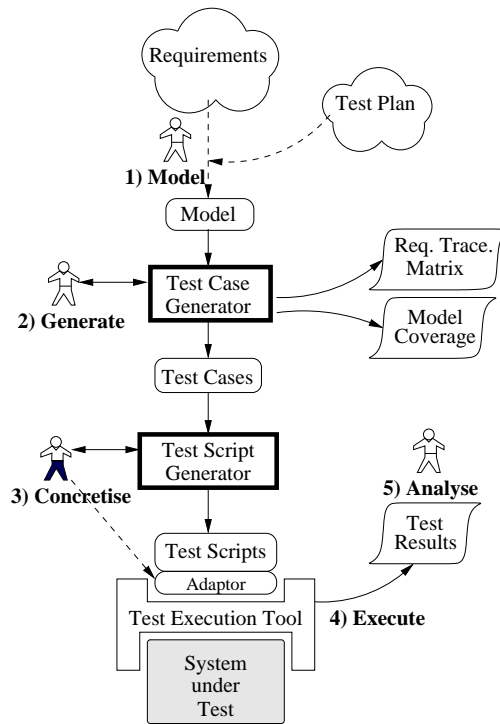 Requirements
Test Plan
1) Model
Model
Req. Trace.
Matrix
Test Case
Generator
2) Generate
Model
Coverage
Test Cases
Test Script
Generator
3) Concretise
5) Analyse
Test
Results
Test Scripts
Adaptor
Test Execution Tool
4) Execute
System
under
Test